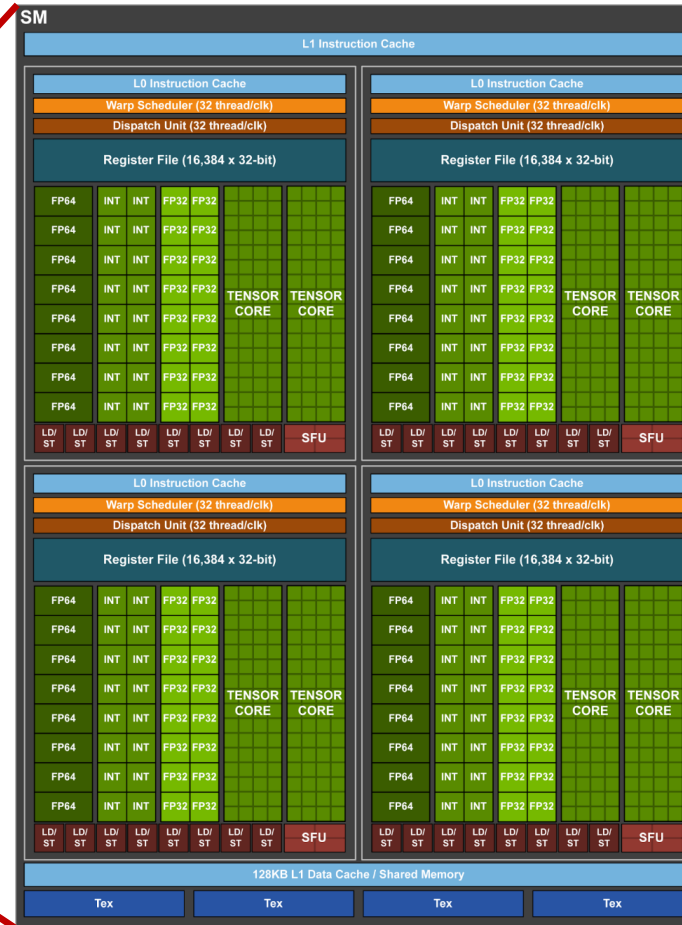 SM
L1 Instruction Cache
L0 Instruction Cache
Warp Scheduler (32 thread/clk)
Dispatch Unit (32 thread/clk)
Register File (16,384 x 32-bit)
FP64 INT INT FP32 FP32
FP64 INT INT FP32 FP32
FP64 INT INT FP32 FP32
FP64 INT INT FP32 FP32
TENSOR CORE TENSOR CORE
FP64 INT INT FP32 FP32
FP64 INT INT FP32 FP32
FP64 INT INT FP32 FP32
FP64 INT INT FP32 FP32
LD/ST LD/ST LD/ST LD/ST LD/ST LD/ST LD/ST LD/ST SFU
L0 Instruction Cache
Warp Scheduler (32 thread/clk)
Dispatch Unit (32 thread/clk)
Register File (16,384 x 32-bit)
FP64 INT INT FP32 FP32
FP64 INT INT FP32 FP32
FP64 INT INT FP32 FP32
FP64 INT INT FP32 FP32
TENSOR CORE TENSOR CORE
FP64 INT INT FP32 FP32
FP64 INT INT FP32 FP32
FP64 INT INT FP32 FP32
FP64 INT INT FP32 FP32
LD/ST LD/ST LD/ST LD/ST LD/ST LD/ST LD/ST LD/ST SFU
L0 Instruction Cache
Warp Scheduler (32 thread/clk)
Dispatch Unit (32 thread/clk)
Register File (16,384 x 32-bit)
FP64 INT INT FP32 FP32
FP64 INT INT FP32 FP32
FP64 INT INT FP32 FP32
FP64 INT INT FP32 FP32
TENSOR CORE TENSOR CORE
FP64 INT INT FP32 FP32
FP64 INT INT FP32 FP32
FP64 INT INT FP32 FP32
FP64 INT INT FP32 FP32
LD/ST LD/ST LD/ST LD/ST LD/ST LD/ST LD/ST LD/ST SFU
L0 Instruction Cache
Warp Scheduler (32 thread/clk)
Dispatch Unit (32 thread/clk)
Register File (16,384 x 32-bit)
FP64 INT INT FP32 FP32
FP64 INT INT FP32 FP32
FP64 INT INT FP32 FP32
FP64 INT INT FP32 FP32
TENSOR CORE TENSOR CORE
FP64 INT INT FP32 FP32
FP64 INT INT FP32 FP32
FP64 INT INT FP32 FP32
FP64 INT INT FP32 FP32
LD/ST LD/ST LD/ST LD/ST LD/ST LD/ST LD/ST LD/ST SFU
128KB L1 Data Cache / Shared Memory
Tex Tex Tex Tex